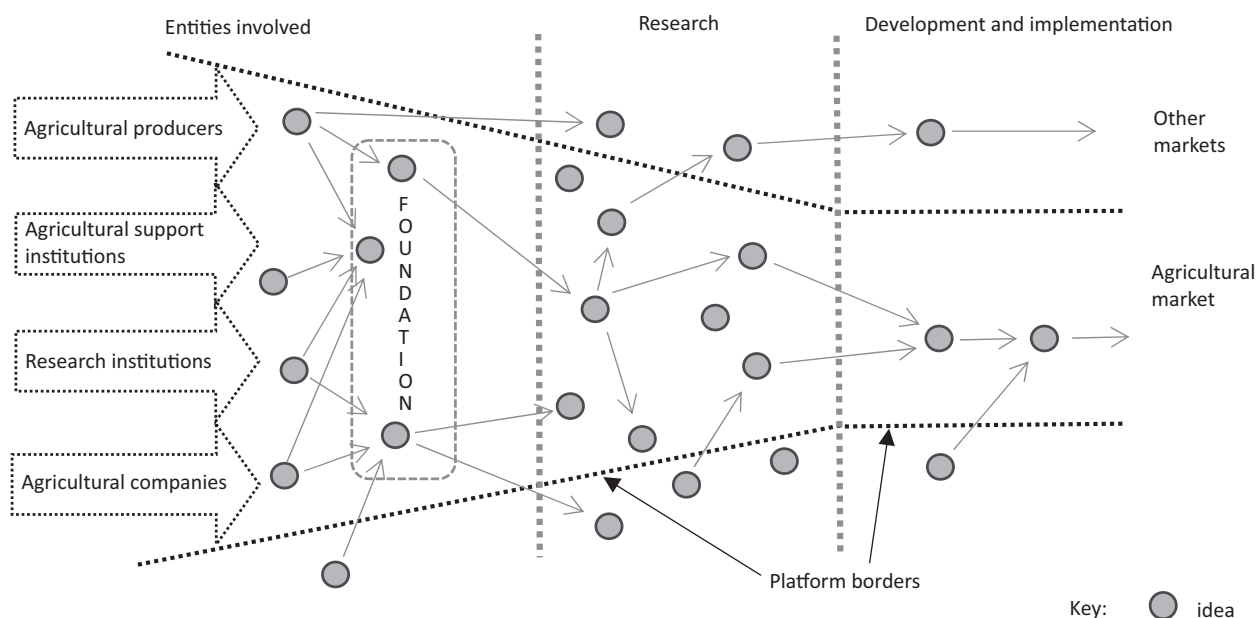 Entities involved
Research
Development and implementation
Agricultural producers
Agricultural support
institutions
Research institutions
Agricultural companies
FOUNDATION
Other
markets
Agricultural
market
Platform borders
Key:
idea